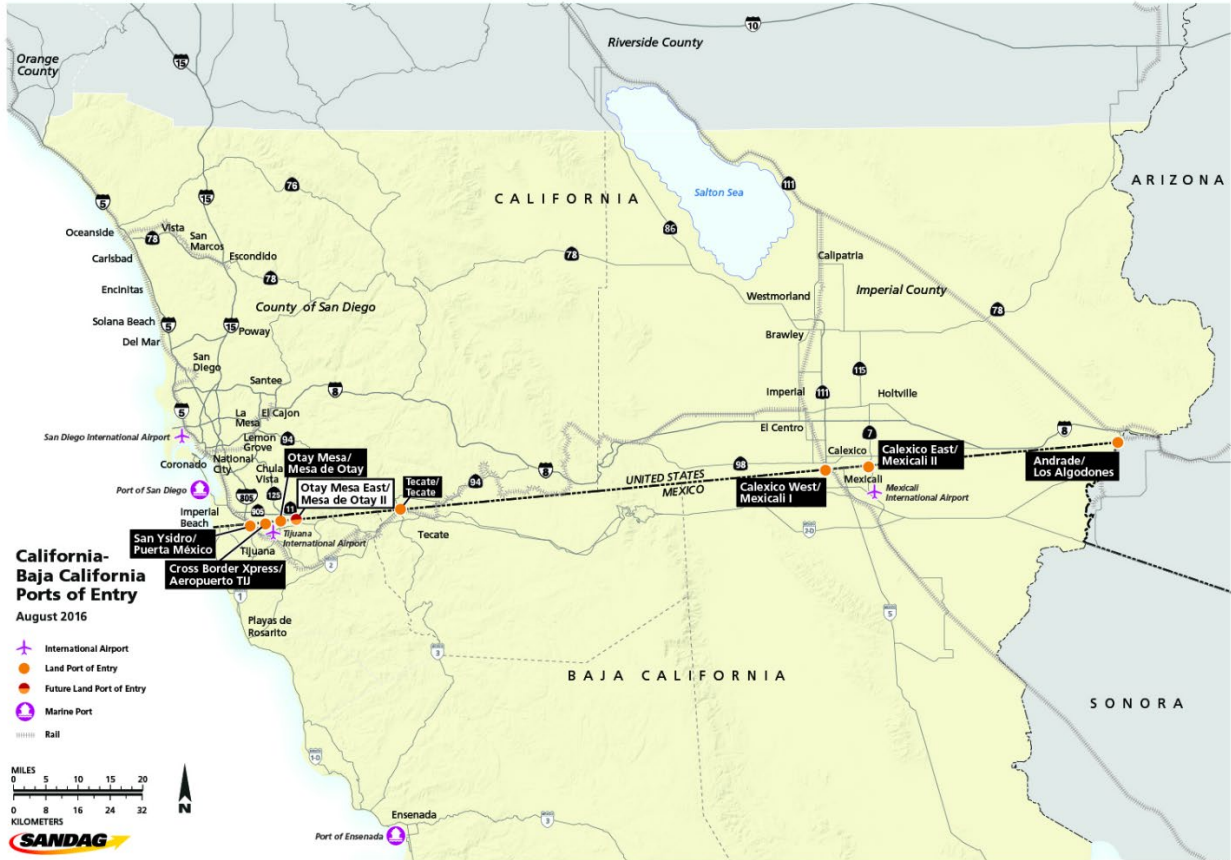 10
Riverside County
Orange
County
15
ARIZONA
111
76
5
15
CALIFORNIA
Salton Sea
86
Oceanside
Vista
78
San
Marcos
Carlsbad
Escondido
78
78
Calipatria
Encinitas
County of San Diego
Westmorland
Imperial County
78
Solana Beach
5
15
Poway
Brawley
Del Mar
San
Diego
115
Santee
8
Imperial
111
Holtville
5
La
Mesa
El Cajon
El Centro
7
8
San Diego International Airport
Lemon
Grove
94
National
City
Coronado
Calexico
Calexico East/
Mexicali II
Otay Mesa/
Mesa de Otay
Chula
Vista
98
Andrade/
Los Algodones
8
94
UNITED STATES
MEXICO
Calexico West/
Mexicali I
Mexicali
Mexicali
International Airport
Port of San Diego
805
125
Otay Mesa East/
Mesa de Otay II
Tecate/
Tecate
905
11
Imperial
Beach
San Ysidro/
Puerta México
Tijuana
International Airport
Tecate
2-D
Tijuana
Cross Border Xpress/
Aeropuerto TIJ
2
California-
Baja California
Ports of Entry
August 2016
1
Playas de
Rosarito
5
3
International Airport
Land Port of Entry
Future Land Port of Entry
Marine Port
Rail
BAJA CALIFORNIA
SONORA
1-D
MILES
0 5 10 15 20
0 8 16 24 32
KILOMETERS
N
Ensenada
3
Port of Ensenada
SANDAG